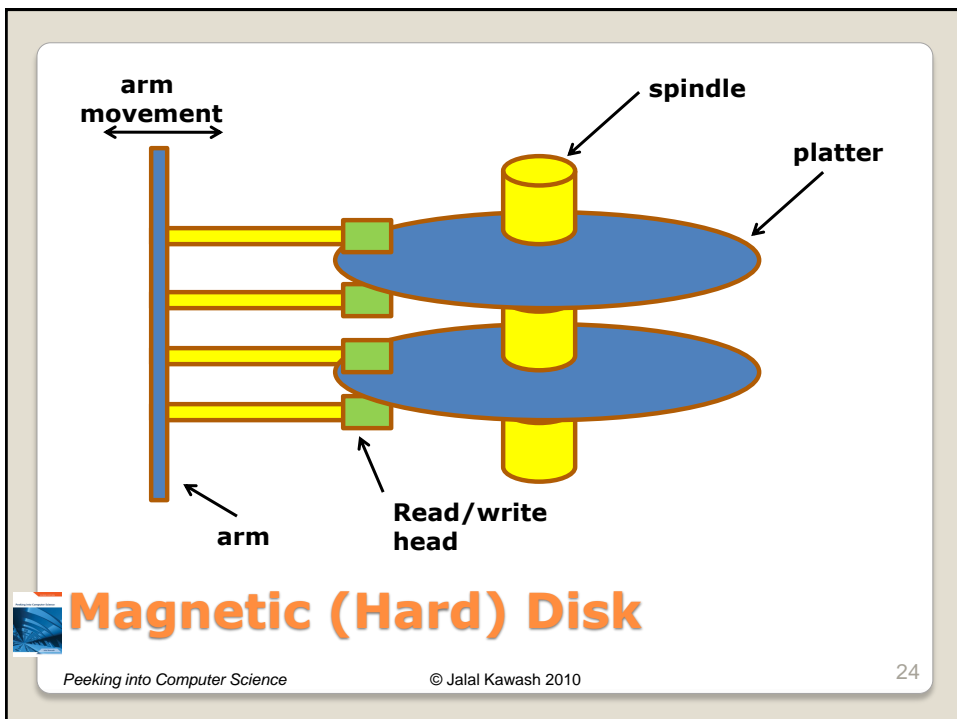 arm
movement
spindle
platter
arm
Read/write
head
Magnetic (Hard) Disk
Peeking into Computer Science
© Jalal Kawash 2010
24